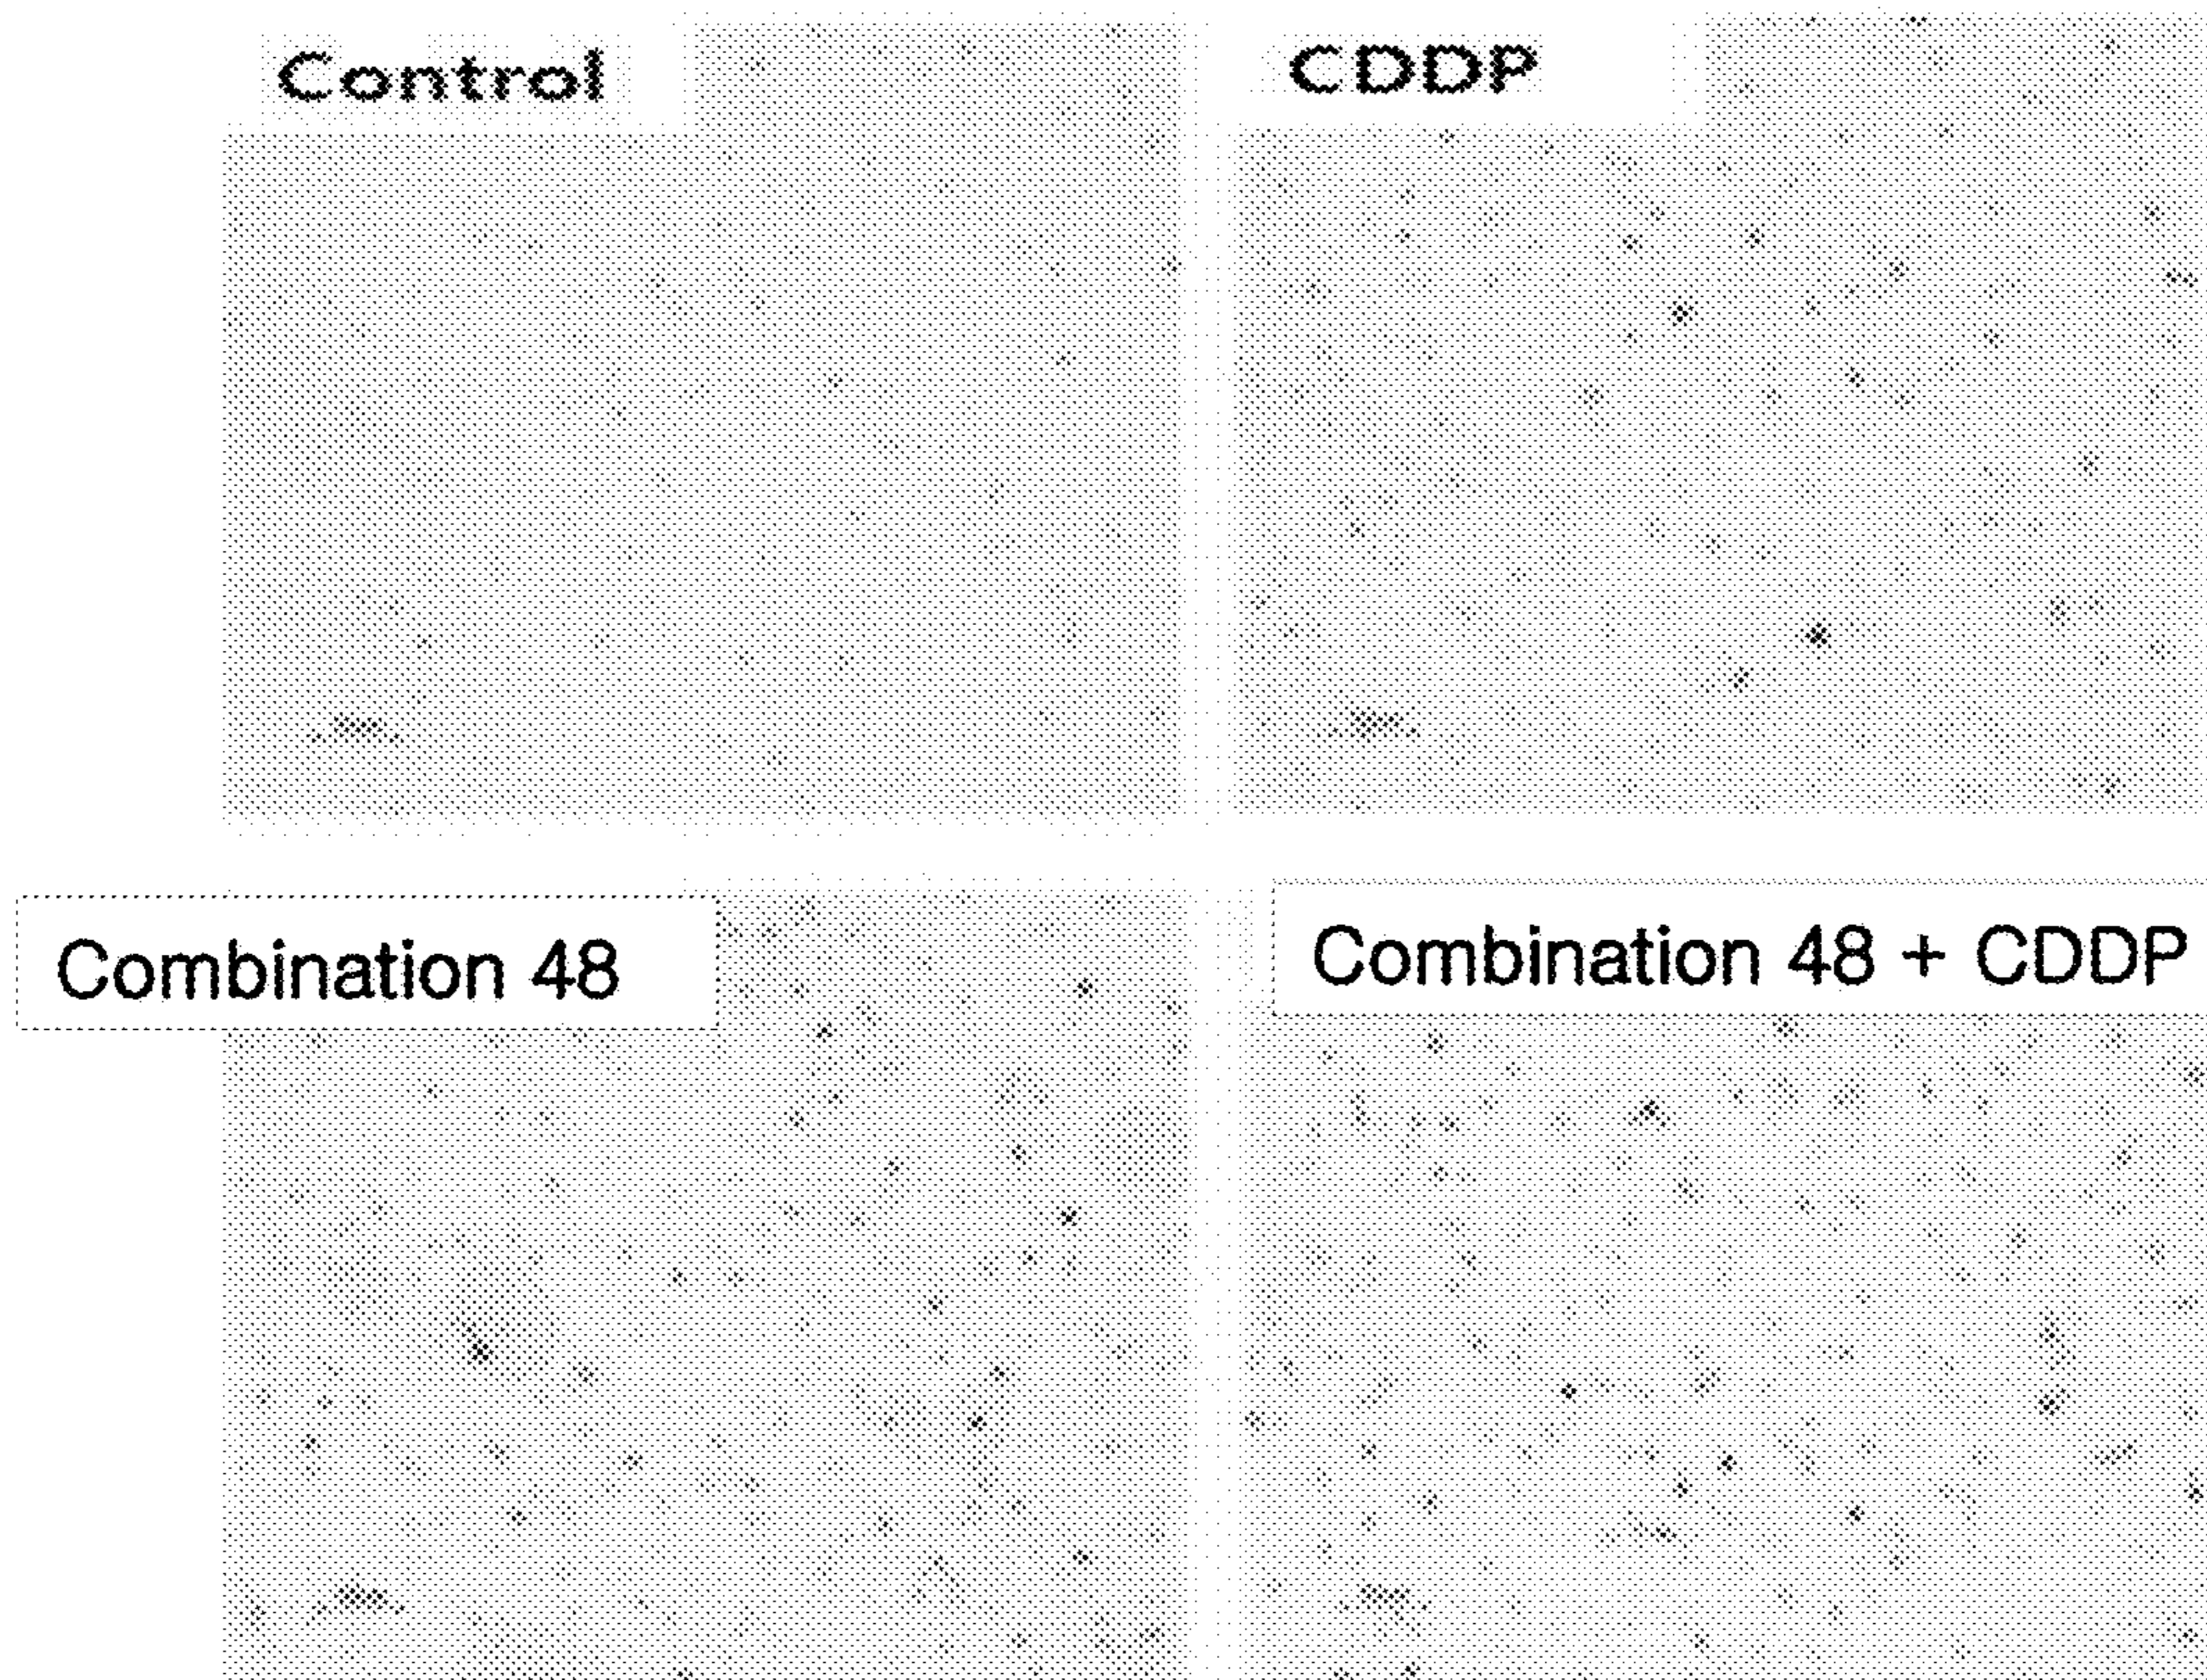 Control
CDDP
Combination 48
Combination 48 + CDDP